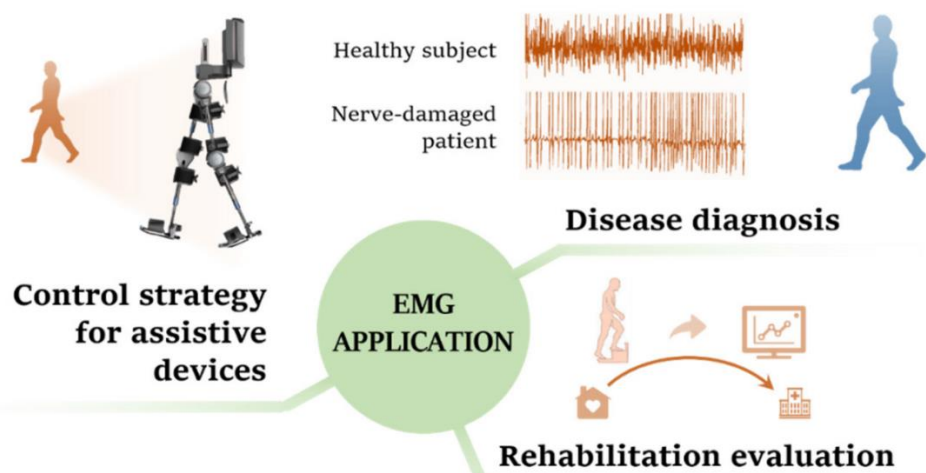 Healthy subject
Nerve-damaged
patient
Disease diagnosis
Control strategy
for assistive
devices
EMG
APPLICATION
Rehabilitation evaluation